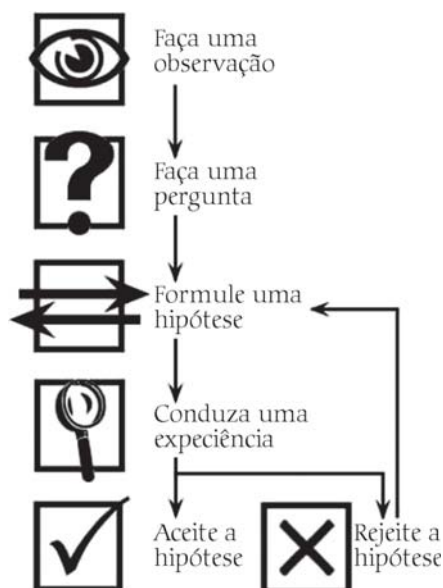 Faça uma
observação
Faça uma
pergunta
Formule uma
hipótese
Conduza uma
expeciência
Aceite a
hipótese
Rejeite a
hipótese